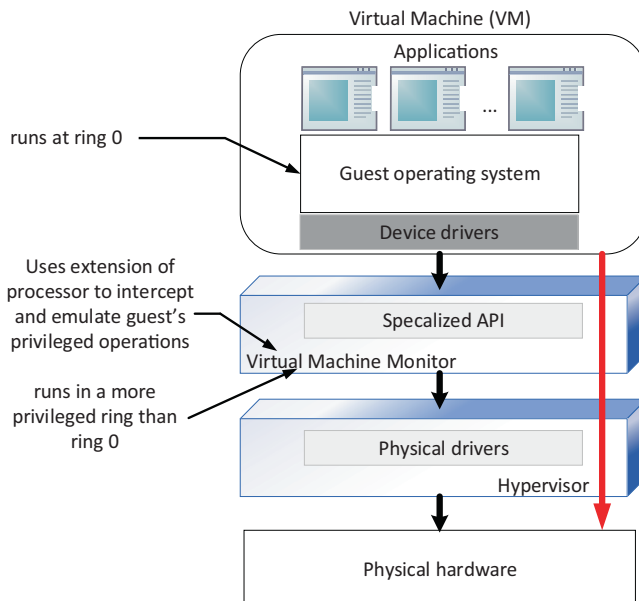 Virtual Machine (VM)
Applications
...
runs at ring 0
Guest operating system
Device drivers
Uses extension of
processor to intercept
and emulate guest's
privileged operations
Specalized API
Virtual Machine Monitor
runs in a more
privileged ring than
ring 0
Physical drivers
Hypervisor
Physical hardware